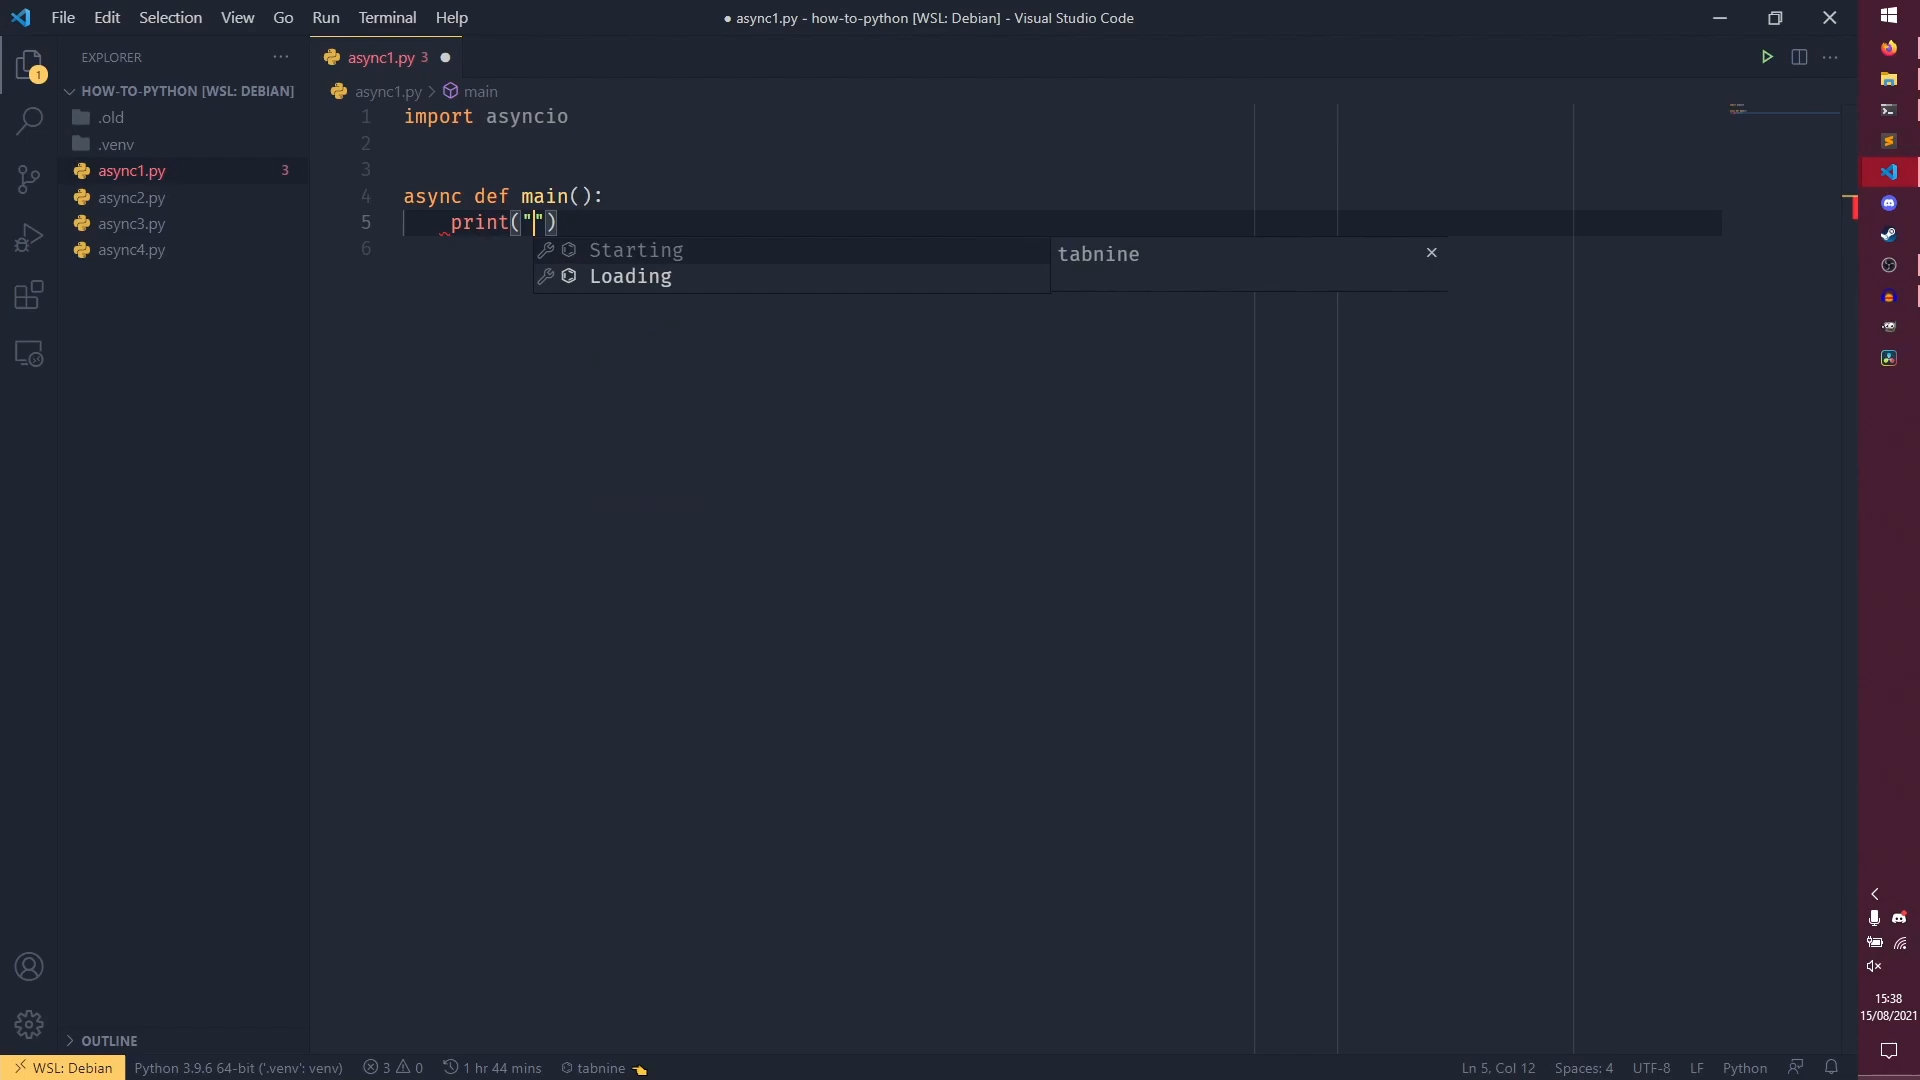 File Edit Selection View Go Run Terminal Help
● async1.py - how-to-python [WSL: Debian] - Visual Studio Code
EXPLORER
HOW-TO-PYTHON [WSL: DEBIAN]
.old
.venv
async1.py 3
async2.py
async3.py
async4.py
OUTLINE
1
async1.py 3
async1.py > main
1 import asyncio
2
3
4 async def main():
5 print("")
6
Starting
Loading
tabnine
WSL: Debian Python 3.9.6 64-bit ('.venv': venv) 3 0 1 hr 44 mins tabnine
Ln 5, Col 12 Spaces: 4 UTF-8 LF Python
15:38
15/08/2021